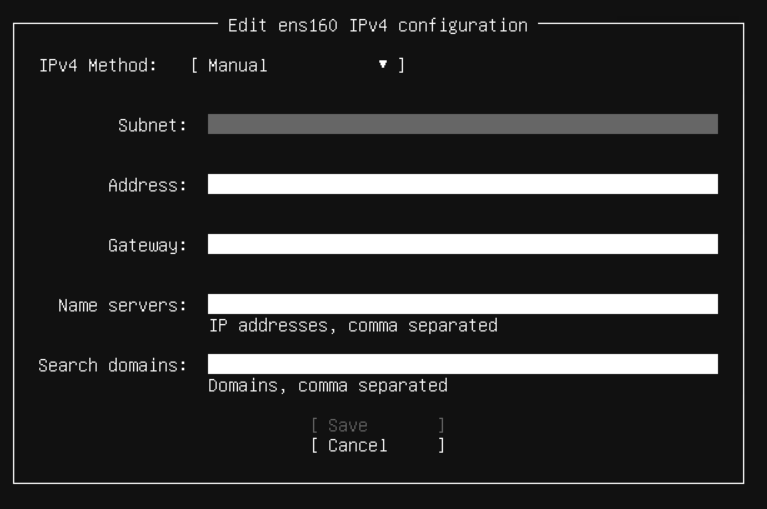 Edit ens160 IPv4 configuration
IPv4 Method: [ Manual ▼ ]
Subnet:
Address:
Gateway:
Name servers:
IP addresses, comma separated
Search domains:
Domains, comma separated
[ Save ]
[ Cancel ]